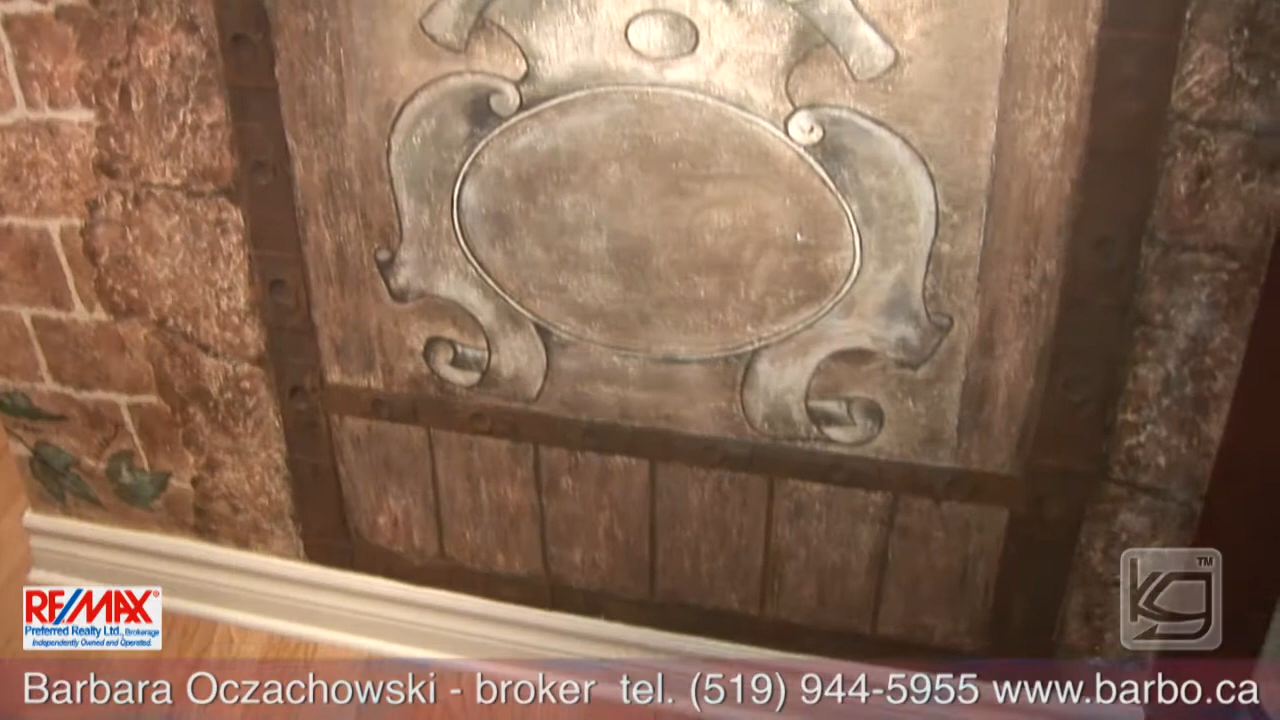 RE/MAX®
Preferred Realty Ltd., Brokerage
Independently Owned and Operated.
KG™
Barbara Oczachowski - broker tel. (519) 944-5955 www.barbo.ca